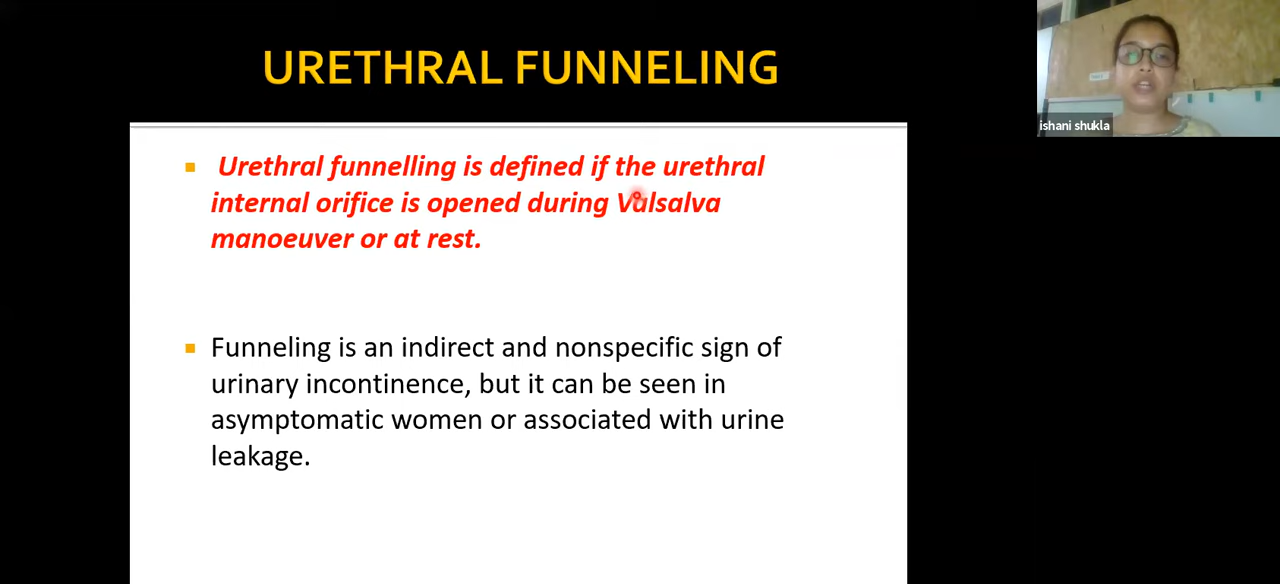 URETHRAL FUNNELING
ishani shukla
Urethral funnelling is defined if the urethral
internal orifice is opened during Valsalva
manoeuver or at rest.
Funneling is an indirect and nonspecific sign of
urinary incontinence, but it can be seen in
asymptomatic women or associated with urine
leakage.